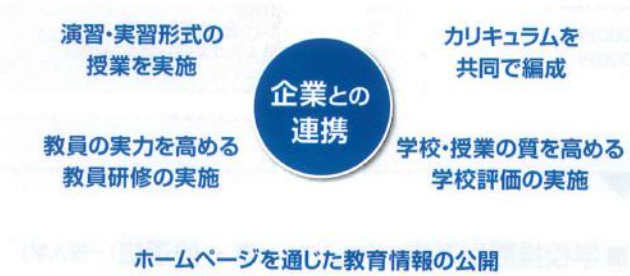 演習・実習形式の
授業を実施
カリキュラムを
共同で編成
企業との
連携
教員の実力を高める
教員研修の実施
学校・授業の質を高める
学校評価の実施
ホームページを通じた教育情報の公開